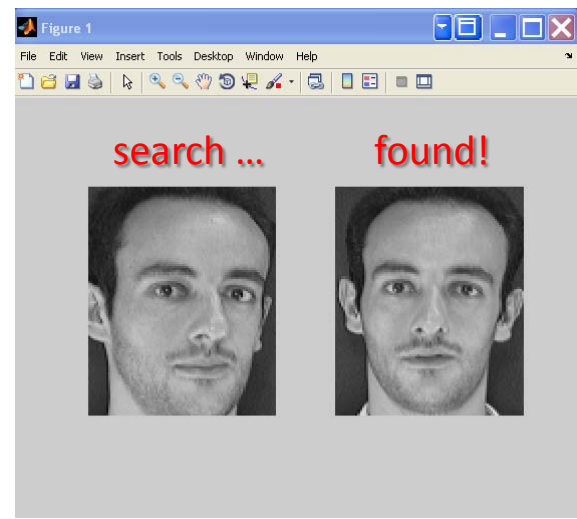 Figure 1
File Edit View Insert Tools Desktop Window Help
search ... found!